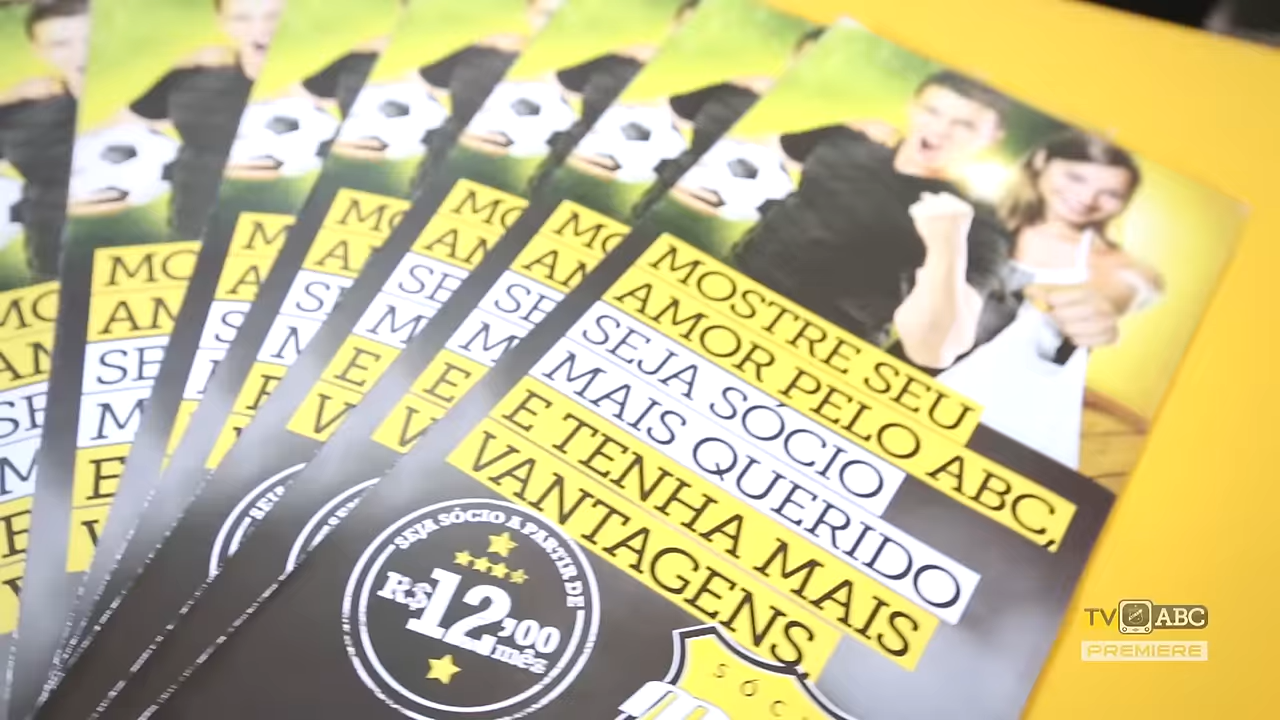 MOSTRE SEU
AMOR PELO ABC,
SEJA SÓCIO
MAIS QUERIDO
E TENHA MAIS
VANTAGENS
SEJA SÓCIO A PARTIR DE
R$12,00
mês
TV ABC
PREMIERE